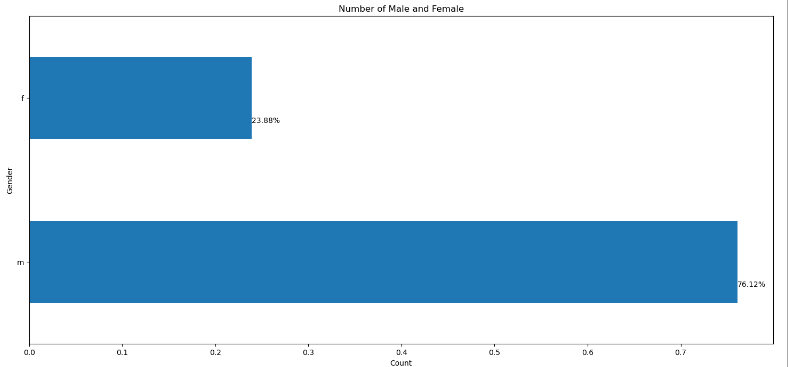 Number of Male and Female
f
23.88%
Gender
m
76.12%
0.0 0.1 0.2 0.3 0.4 0.5 0.6 0.7
Count